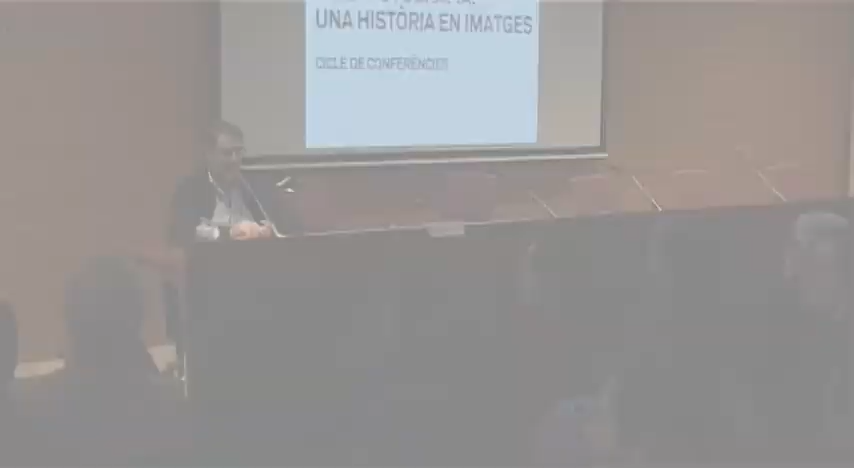 UNA HISTÒRIA EN IMATGES
CICLE DE CONFERÈNCIES